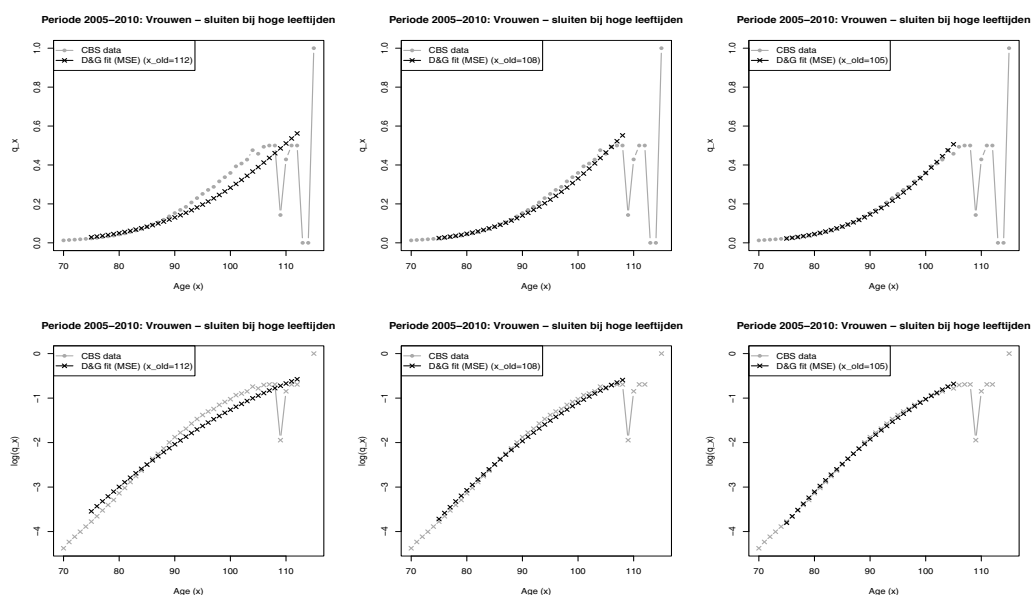 Periode 2005–2010: Vrouwen – sluiten bij hoge leeftijden
CBS data
D&G fit (MSE) (x_old=112)
q_x
1.0
0.8
0.6
0.4
0.2
0.0
70 80 90 100 110
Age (x)
Periode 2005–2010: Vrouwen – sluiten bij hoge leeftijden
CBS data
D&G fit (MSE) (x_old=108)
q_x
1.0
0.8
0.6
0.4
0.2
0.0
70 80 90 100 110
Age (x)
Periode 2005–2010: Vrouwen – sluiten bij hoge leeftijden
CBS data
D&G fit (MSE) (x_old=105)
q_x
1.0
0.8
0.6
0.4
0.2
0.0
70 80 90 100 110
Age (x)
Periode 2005–2010: Vrouwen – sluiten bij hoge leeftijden
CBS data
D&G fit (MSE) (x_old=112)
log(q_x)
0
−1
−2
−3
−4
70 80 90 100 110
Age (x)
Periode 2005–2010: Vrouwen – sluiten bij hoge leeftijden
CBS data
D&G fit (MSE) (x_old=108)
log(q_x)
0
−1
−2
−3
−4
70 80 90 100 110
Age (x)
Periode 2005–2010: Vrouwen – sluiten bij hoge leeftijden
CBS data
D&G fit (MSE) (x_old=105)
log(q_x)
0
−1
−2
−3
−4
70 80 90 100 110
Age (x)